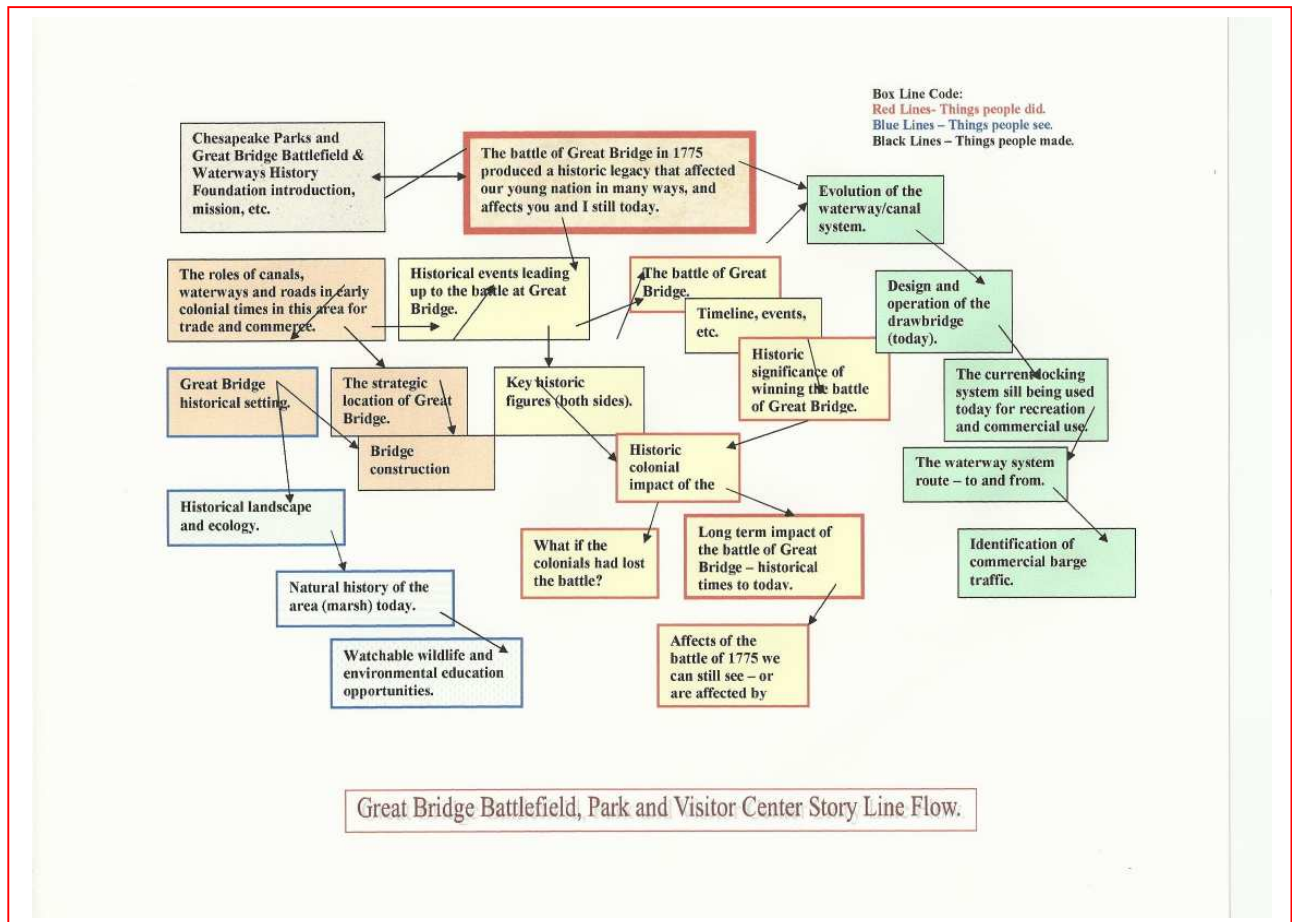 Box Line Code:
Red Lines- Things people did.
Blue Lines – Things people see.
Black Lines – Things people made.
Chesapeake Parks and
Great Bridge Battlefield &
Waterways History
Foundation introduction,
mission, etc.
The battle of Great Bridge in 1775
produced a historic legacy that affected
our young nation in many ways, and
affects you and I still today.
Evolution of the
waterway/canal
system.
The roles of canals,
waterways and roads in early
colonial times in this area for
trade and commerce.
Historical events leading
up to the battle at Great
Bridge.
The battle of Great
Bridge.
Timeline, events,
etc.
Historic
significance of
winning the battle
of Great Bridge.
Design and
operation of the
drawbridge
(today).
Great Bridge
historical setting.
The strategic
location of Great
Bridge.
Key historic
figures (both sides).
The current locking
system sill being used
today for recreation
and commercial use.
Bridge
construction
Historic
colonial
impact of the
The waterway system
route – to and from.
Historical landscape
and ecology.
What if the
colonials had lost
the battle?
Long term impact of
the battle of Great
Bridge – historical
times to today.
Identification of
commercial barge
traffic.
Natural history of the
area (marsh) today.
Watchable wildlife and
environmental education
opportunities.
Affects of the
battle of 1775 we
can still see – or
are affected by
Great Bridge Battlefield, Park and Visitor Center Story Line Flow.